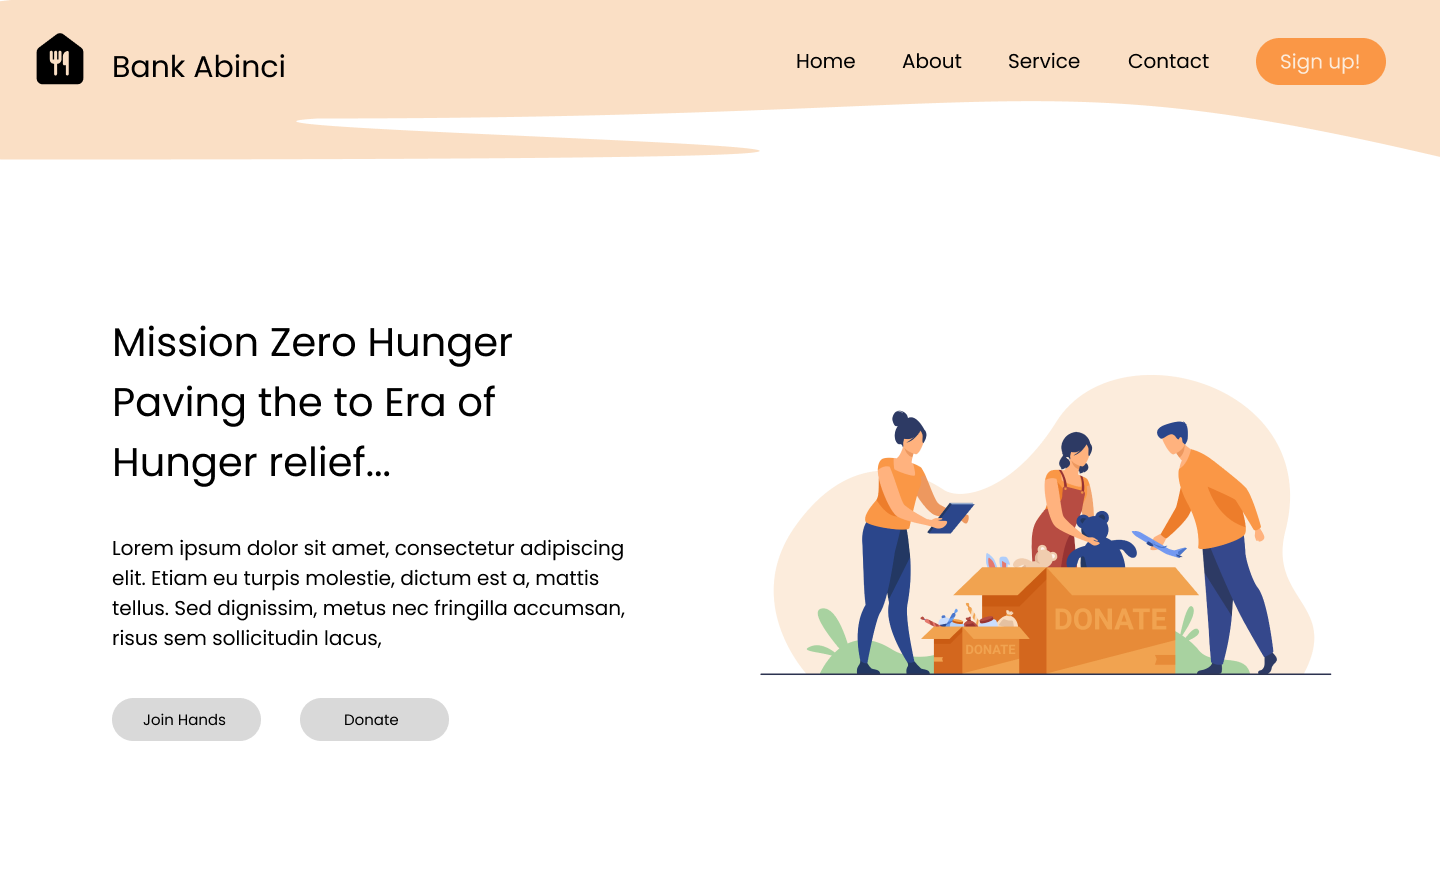 Bank Abinci
Home About Service Contact Sign up!
Mission Zero Hunger
Paving the to Era of
Hunger relief...
Lorem ipsum dolor sit amet, consectetur adipiscing
elit. Etiam eu turpis molestie, dictum est a, mattis
tellus. Sed dignissim, metus nec fringilla accumsan,
risus sem sollicitudin lacus,
Join Hands Donate
DONATE
DONATE